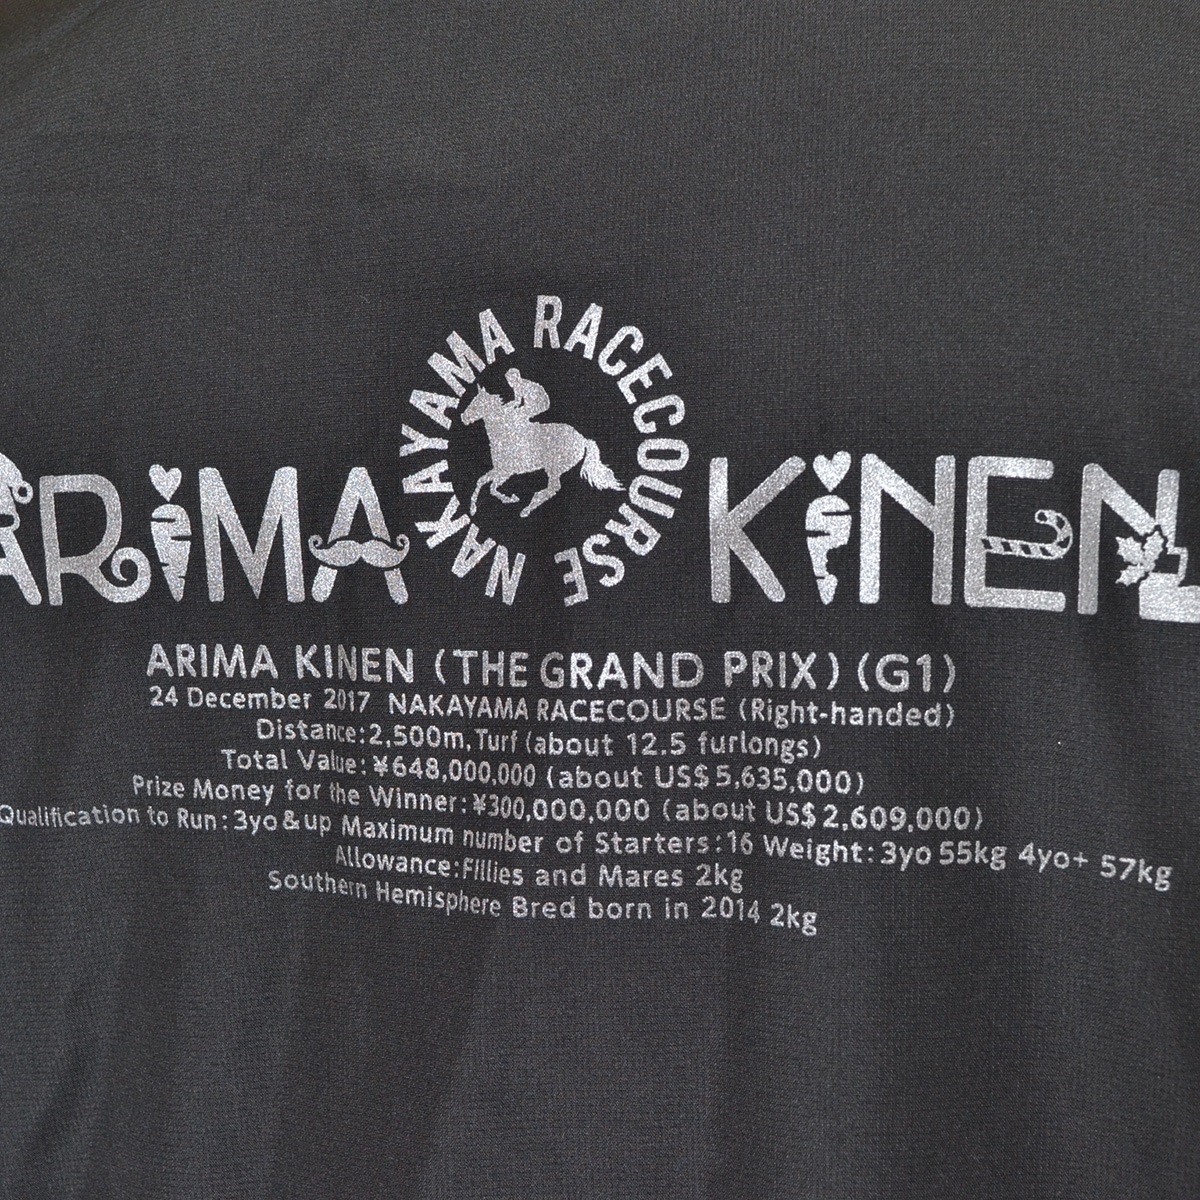 NAKAYAMA RACECOURSE
ARIMA KINEN
ARIMA KINEN (THE GRAND PRIX) (G1)
24 December 2017 NAKAYAMA RACECOURSE (Right-handed)
Distance:2,500m,Turf (about 12.5 furlongs)
Total Value:¥648,000,000 (about US$5,635,000)
Prize Money for the Winner:¥300,000,000 (about US$2,609,000)
Qualification to Run:3yo&up Maximum number of Starters:16 Weight:3yo 55kg 4yo+ 57kg
Allowance:Fillies and Mares 2kg
Southern Hemisphere Bred born in 2014 2kg